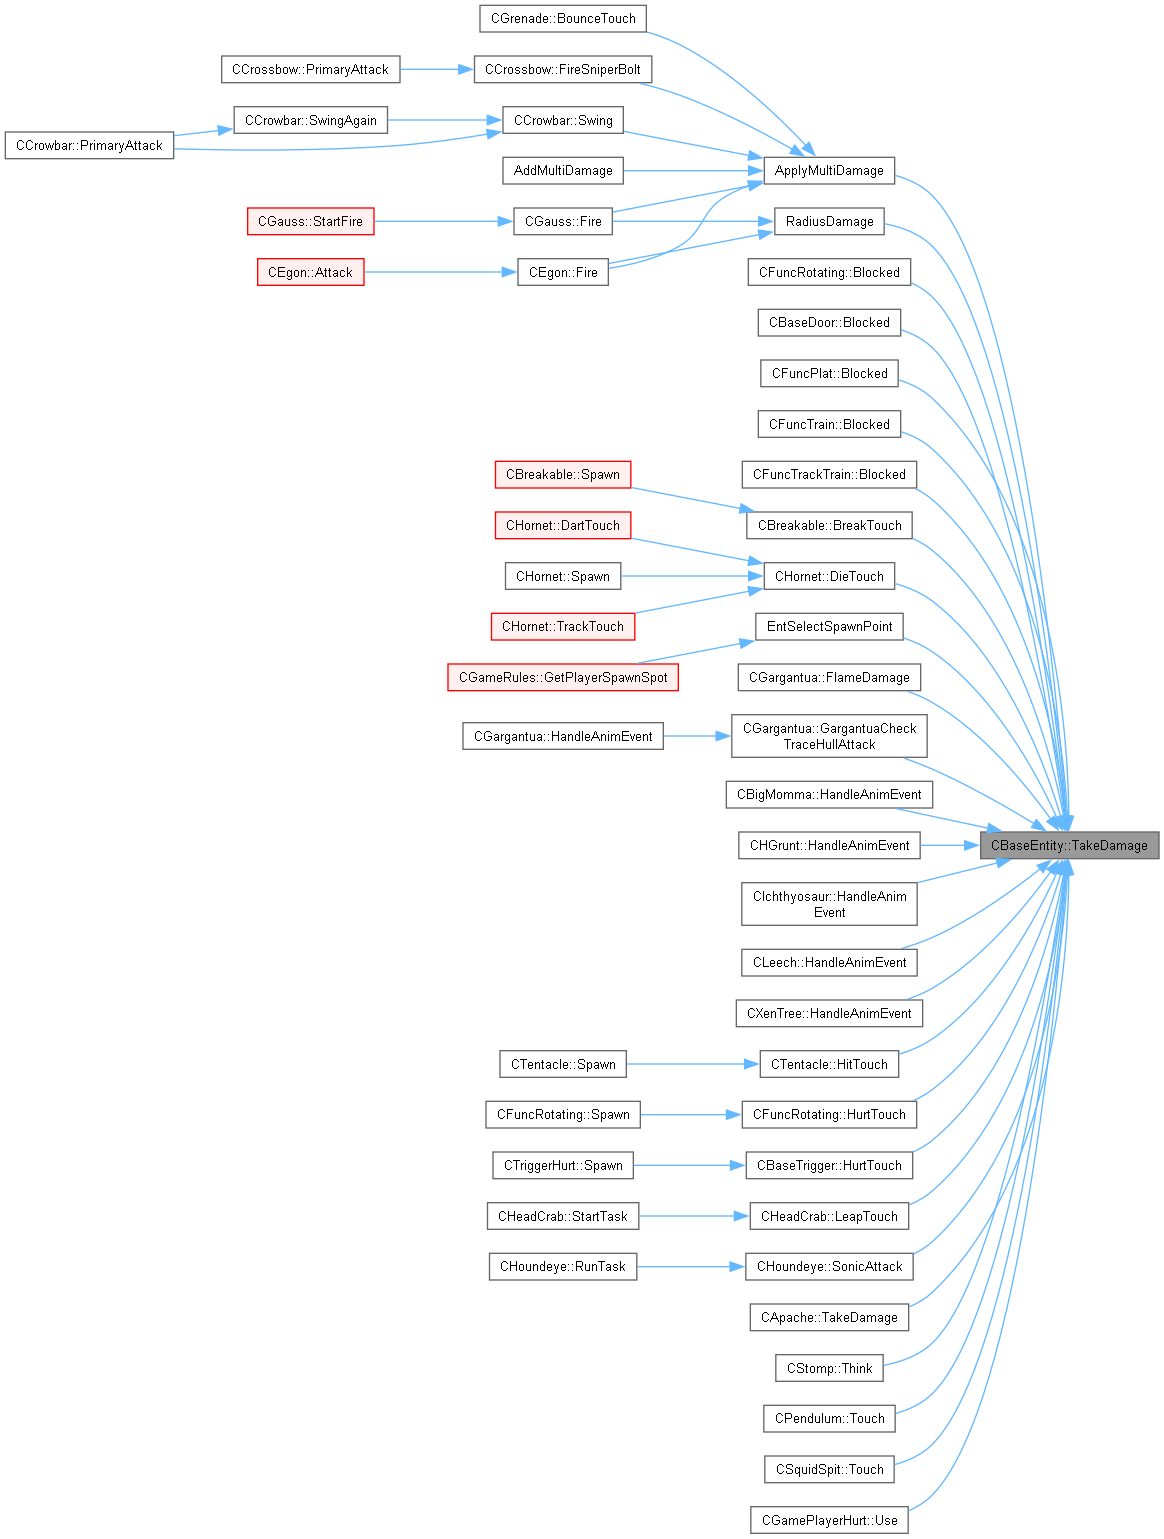 CGrenade::BounceTouch
CCrossbow::PrimaryAttack
CCrossbow::FireSniperBolt
CCrowbar::SwingAgain
CCrowbar::Swing
CCrowbar::PrimaryAttack
AddMultiDamage
ApplyMultiDamage
CGauss::StartFire
CGauss::Fire
RadiusDamage
CEgon::Attack
CEgon::Fire
CFuncRotating::Blocked
CBaseDoor::Blocked
CFuncPlat::Blocked
CFuncTrain::Blocked
CBreakable::Spawn
CFuncTrackTrain::Blocked
CHornet::DartTouch
CBreakable::BreakTouch
CHornet::Spawn
CHornet::DieTouch
CHornet::TrackTouch
EntSelectSpawnPoint
CGameRules::GetPlayerSpawnSpot
CGargantua::FlameDamage
CGargantua::HandleAnimEvent
CGargantua::GargantuaCheck
TraceHullAttack
CBigMomma::HandleAnimEvent
CHGrunt::HandleAnimEvent
CBaseEntity::TakeDamage
CIchthyosaur::HandleAnim
Event
CLeech::HandleAnimEvent
CXenTree::HandleAnimEvent
CTentacle::Spawn
CTentacle::HitTouch
CFuncRotating::Spawn
CFuncRotating::HurtTouch
CTriggerHurt::Spawn
CBaseTrigger::HurtTouch
CHeadCrab::StartTask
CHeadCrab::LeapTouch
CHoundeye::RunTask
CHoundeye::SonicAttack
CApache::TakeDamage
CStomp::Think
CPendulum::Touch
CSquidSpit::Touch
CGamePlayerHurt::Use